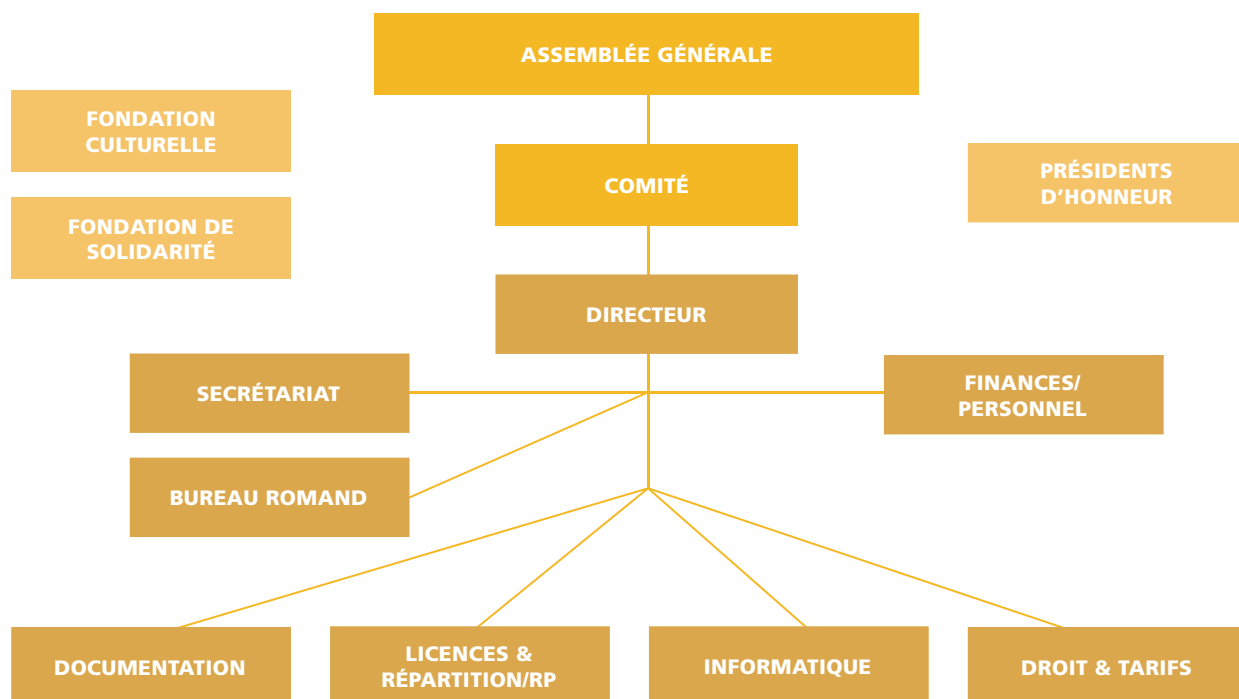 ASSEMBLÉE GÉNÉRALE
FONDATION
CULTURELLE
COMITÉ
PRÉSIDENTS
D’HONNEUR
FONDATION DE
SOLIDARITÉ
DIRECTEUR
SECRÉTARIAT
FINANCES/
PERSONNEL
BUREAU ROMAND
DOCUMENTATION
LICENCES &
RÉPARTITION/RP
INFORMATIQUE
DROIT & TARIFS